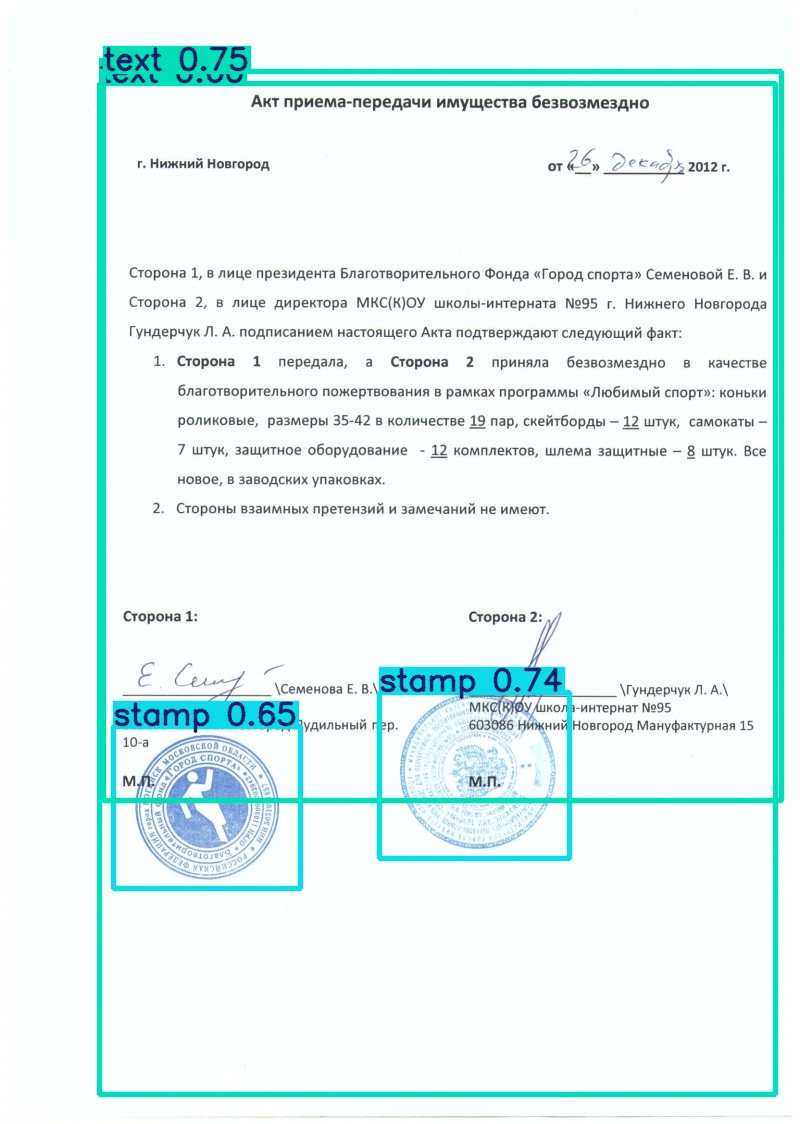 text 0.75
Акт приема-передачи имущества безвозмездно
г. Нижний Новгород
от «26» декабрь 2012 г.
Сторона 1, в лице президента Благотворительного Фонда «Город спорта» Семеновой Е. В. и
Сторона 2, в лице директора МКС(К)ОУ школы-интерната №95 г. Нижнего Новгорода
Гундерчук Л. А. подписанием настоящего Акта подтверждают следующий факт:
1. Сторона 1 передала, а Сторона 2 приняла безвозмездно в качестве
благотворительного пожертвования в рамках программы «Любимый спорт»: коньки
роликовые, размеры 35-42 в количестве 19 пар, скейтборды – 12 штук, самокаты –
7 штук, защитное оборудование - 12 комплектов, шлема защитные – 8 штук. Все
новое, в заводских упаковках.
2. Стороны взаимных претензий и замечаний не имеют.
Сторона 1:
Сторона 2:
\Семенова Е. В.\
stamp 0.74
\Гундерчук Л. А.\
МКС(К)ОУ школа-интернат №95
stamp 0.65
пер.
603086 Нижний Новгород Мануфактурная 15
10-а
М.П.
М.П.
РОССИЙСКАЯ ФЕДЕРАЦИЯ
МОСКОВСКОЙ ОБЛАСТИ
Благотворительный фонд «ГОРОД СПОРТА»